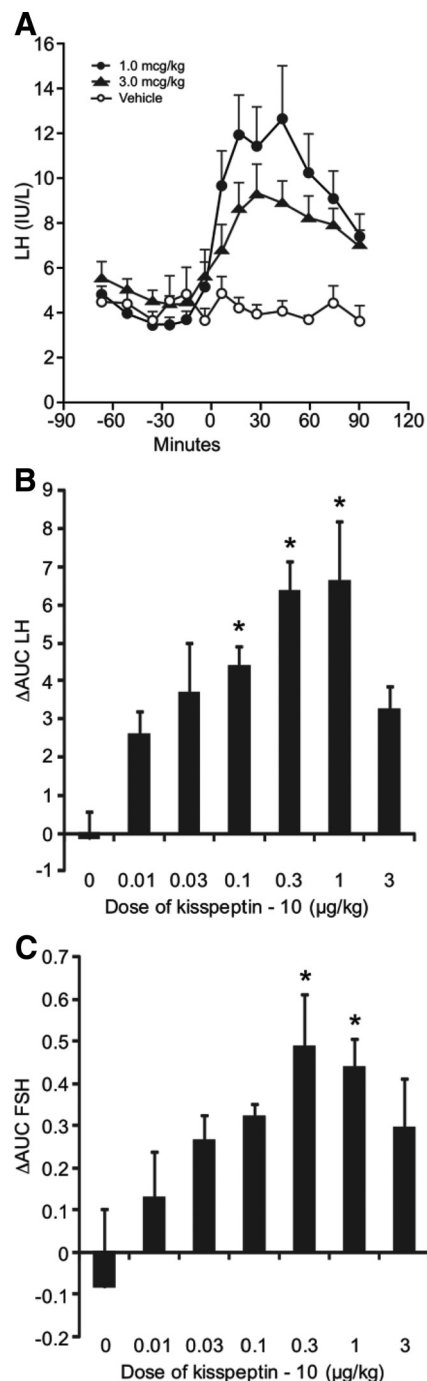 A
16
14
12
10
8
6
4
2
0
LH (IU/L)
1.0 mcg/kg
3.0 mcg/kg
Vehicle
-90 -60 -30 0 30 60 90 120
Minutes
B
9
8
7
6
5
4
3
2
1
0
-1
ΔAUC LH
* * *
0 0.01 0.03 0.1 0.3 1 3
Dose of kisspeptin - 10 (µg/kg)
C
0.7
0.6
0.5
0.4
0.3
0.2
0.1
0
-0.1
-0.2
ΔAUC FSH
* *
0 0.01 0.03 0.1 0.3 1 3
Dose of kisspeptin - 10 (µg/kg)